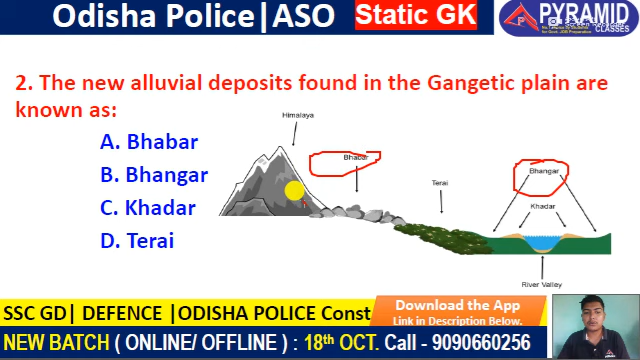 Odisha Police|ASO Static GK
PYRAMID
CLASSES
2. The new alluvial deposits found in the Gangetic plain are
known as:
Himalaya
A. Bhabar
Bhabar
B. Bhangar
Bhangar
Terai
C. Khadar
Khadar
D. Terai
River Valley
SSC GD| DEFENCE |ODISHA POLICE Const
Download the App
Link in Description Below.
NEW BATCH ( ONLINE/ OFFLINE ) : 18th OCT. Call - 9090660256